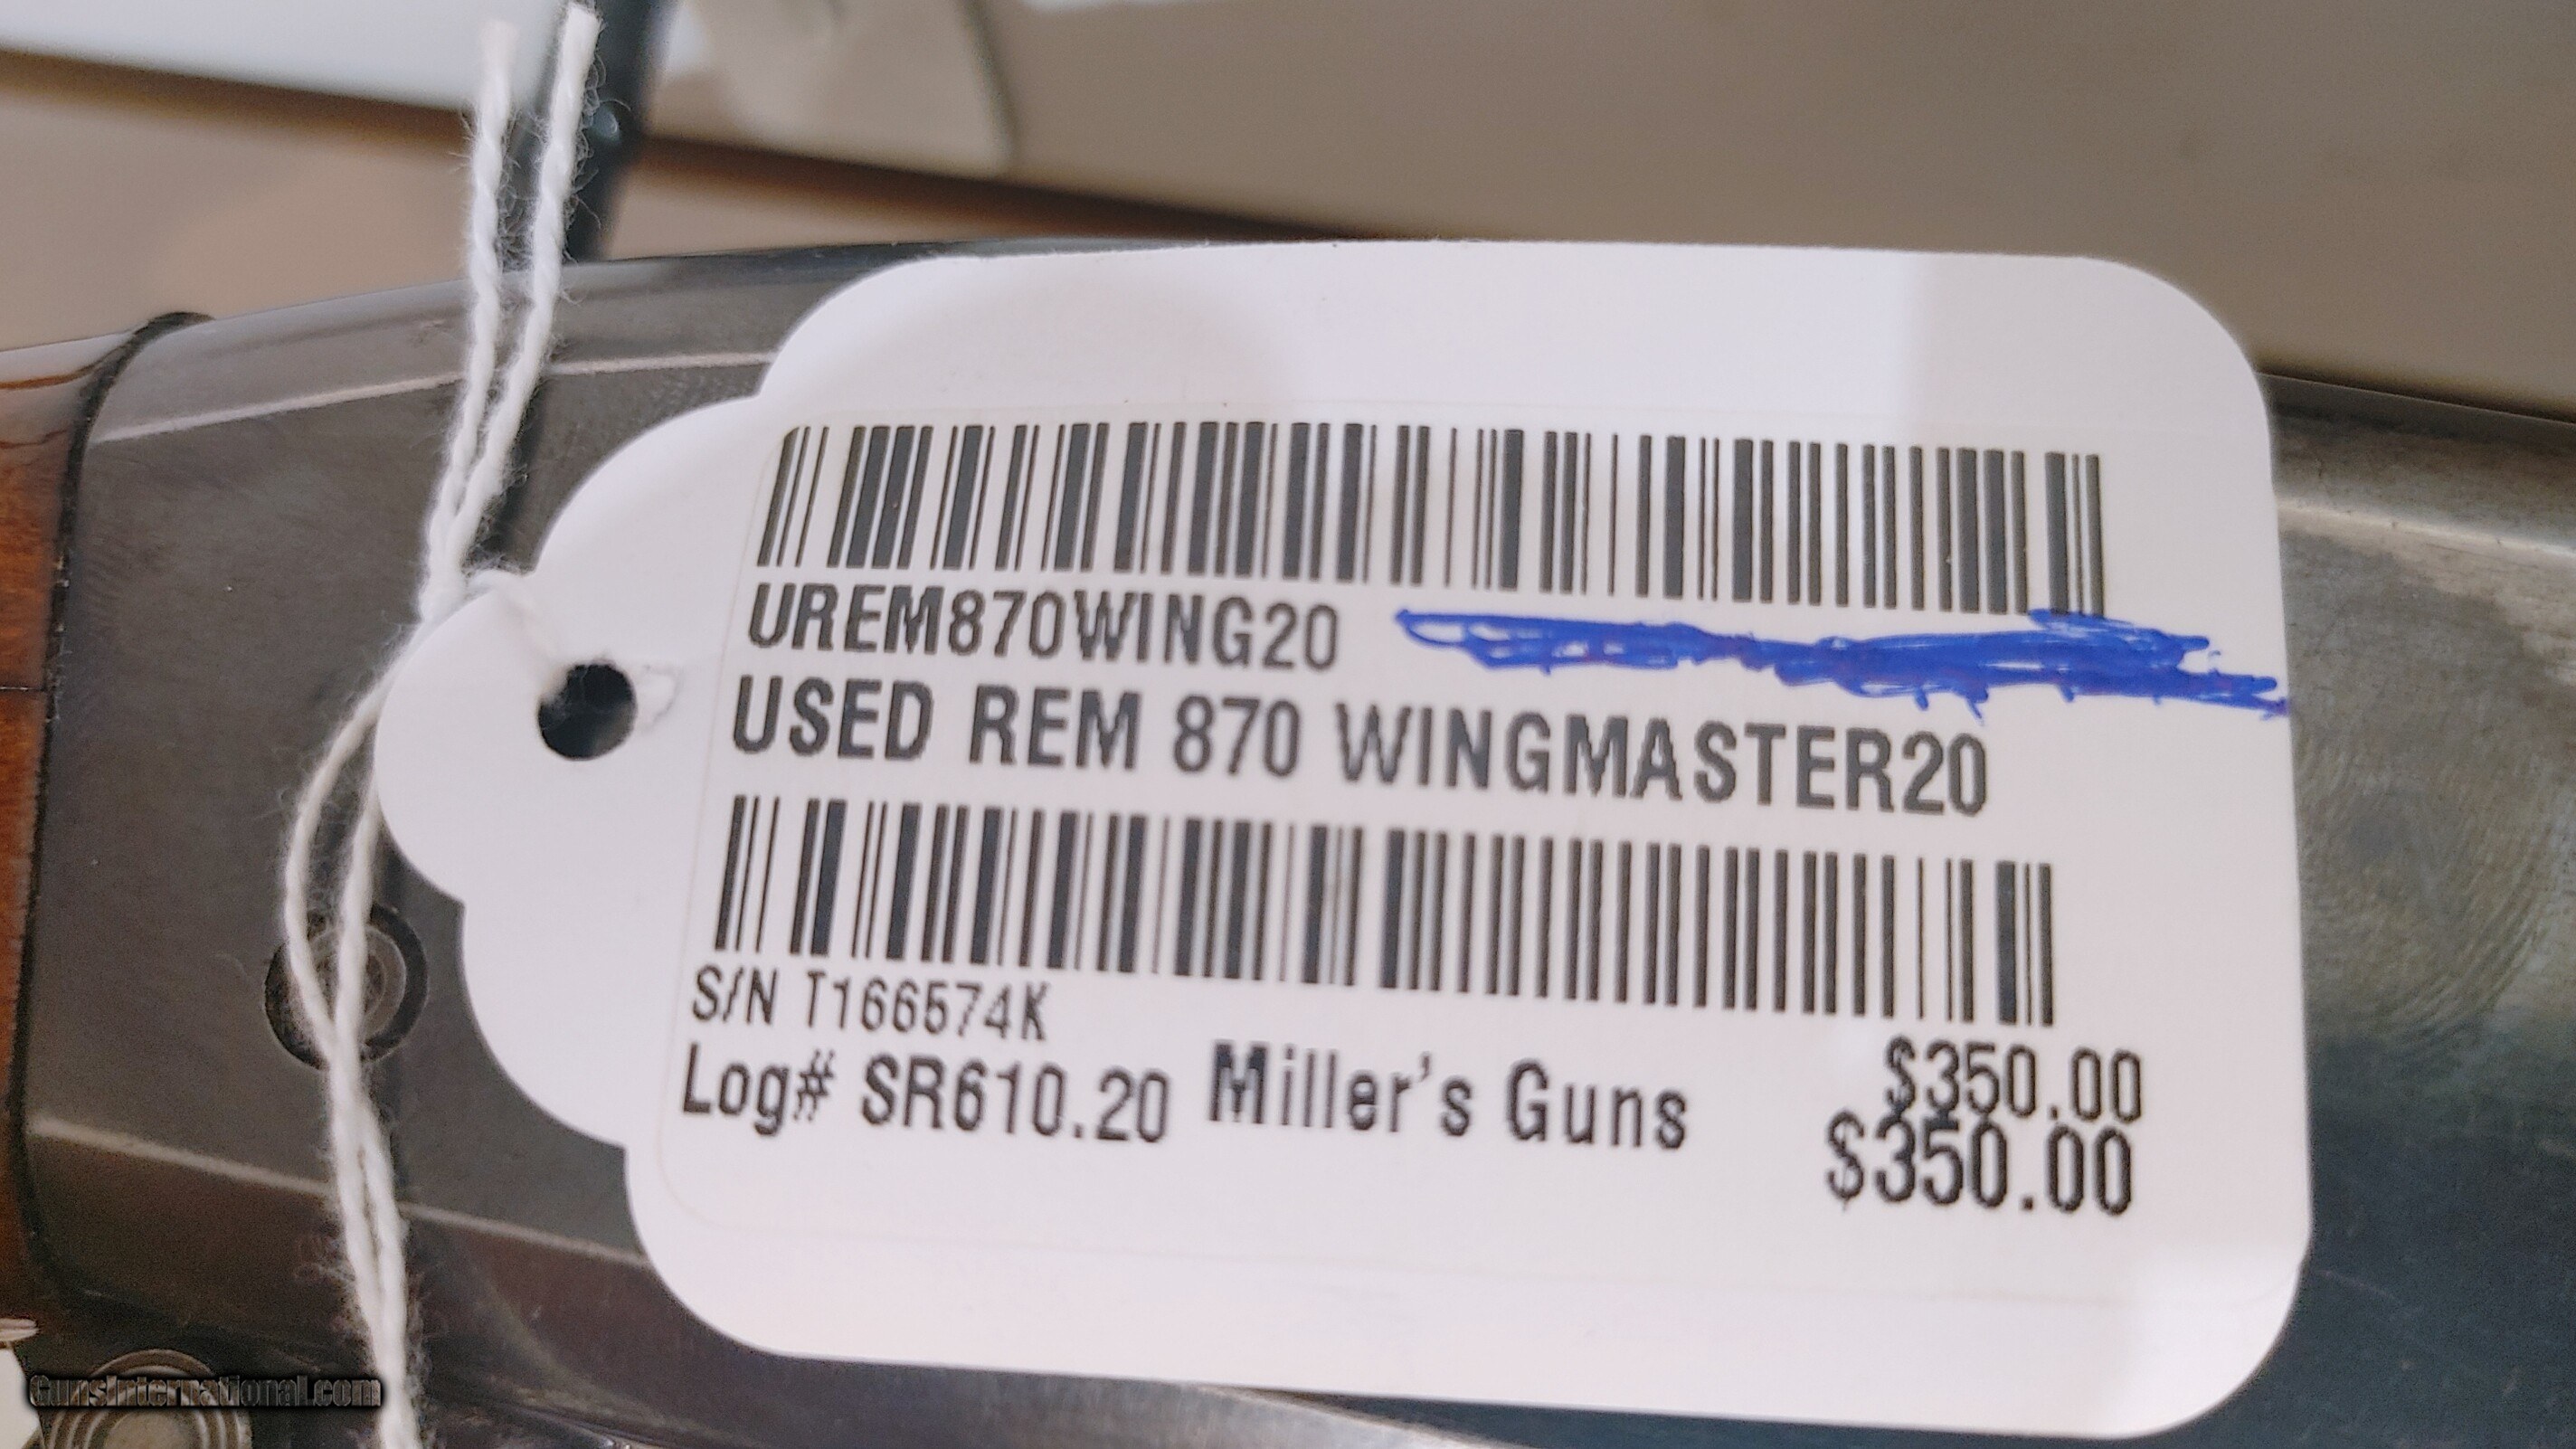 UREM870WING20
USED REM 870 WINGMASTER20
S/N T166574K
$350.00
Log# SR610.20 Miller's Guns
$350.00
GunsInternational.com